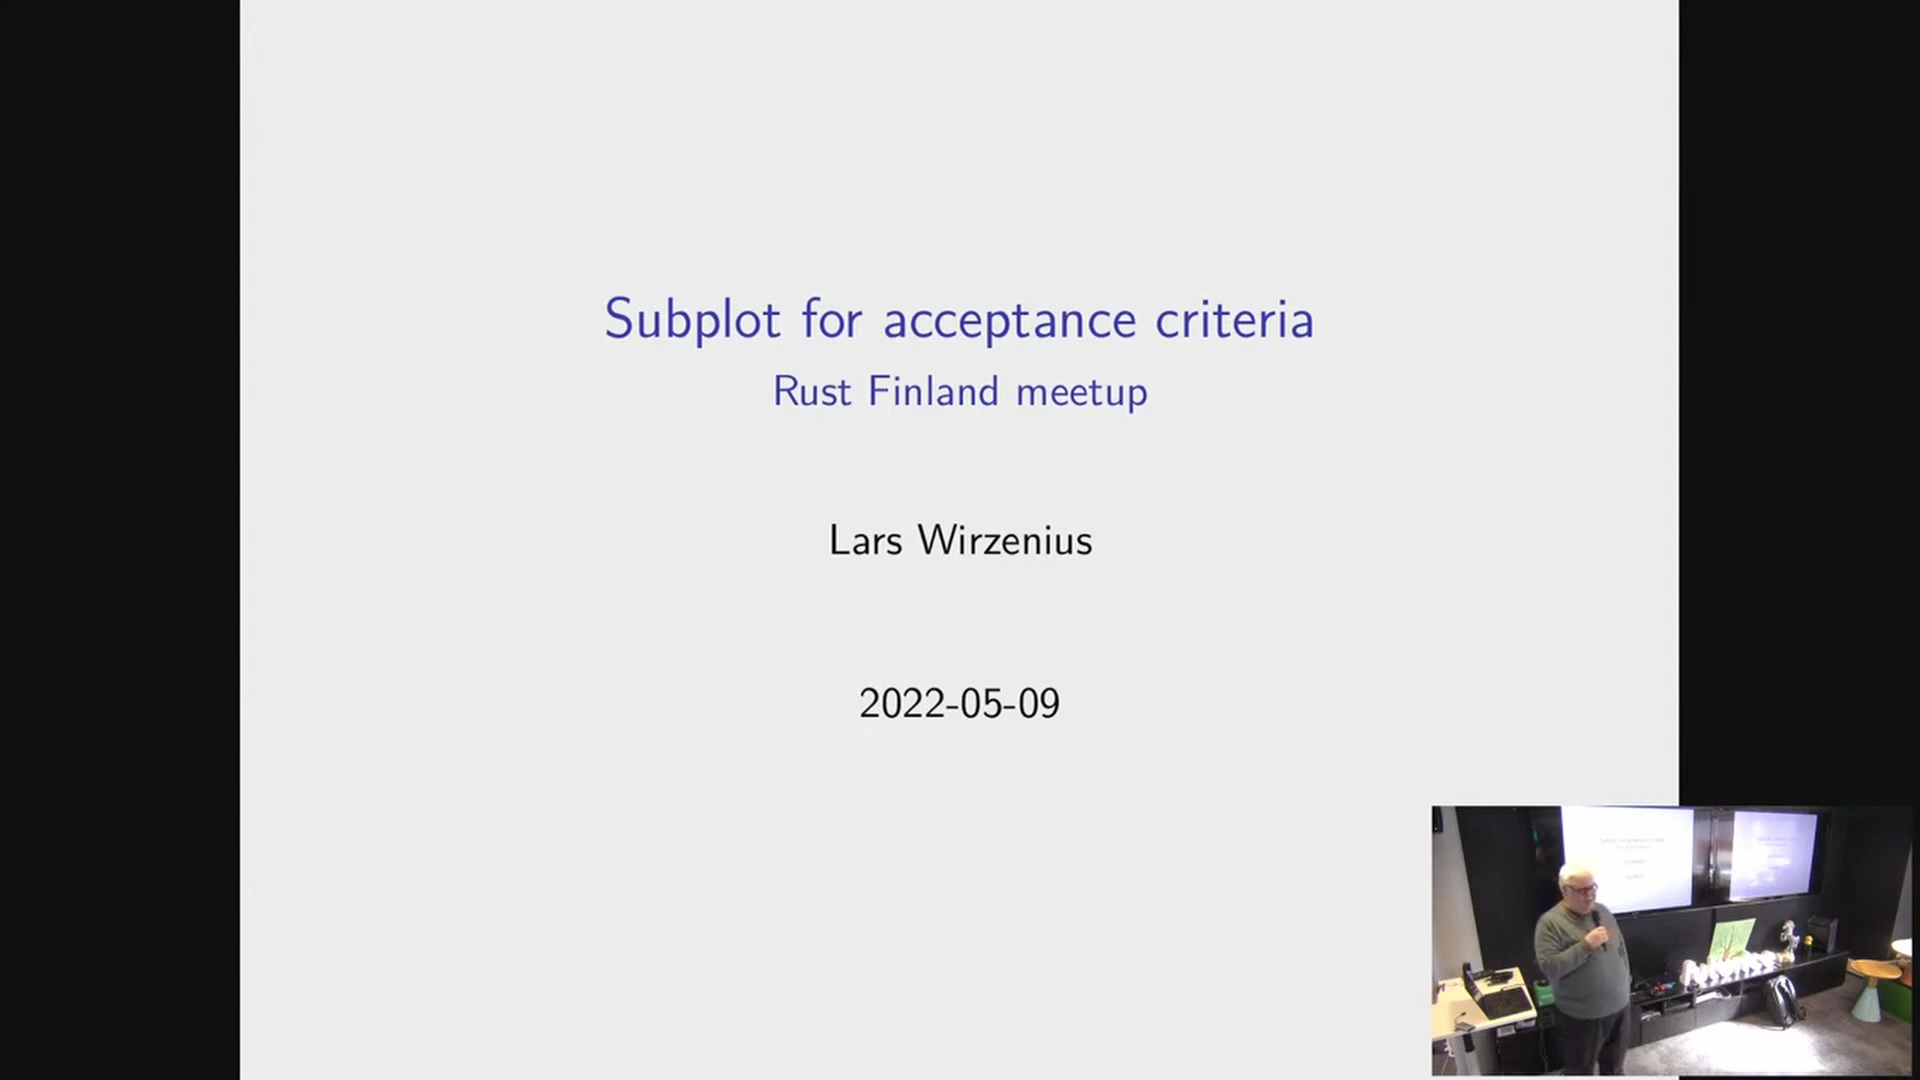 Subplot for acceptance criteria
Rust Finland meetup
Lars Wirzenius
2022-05-09